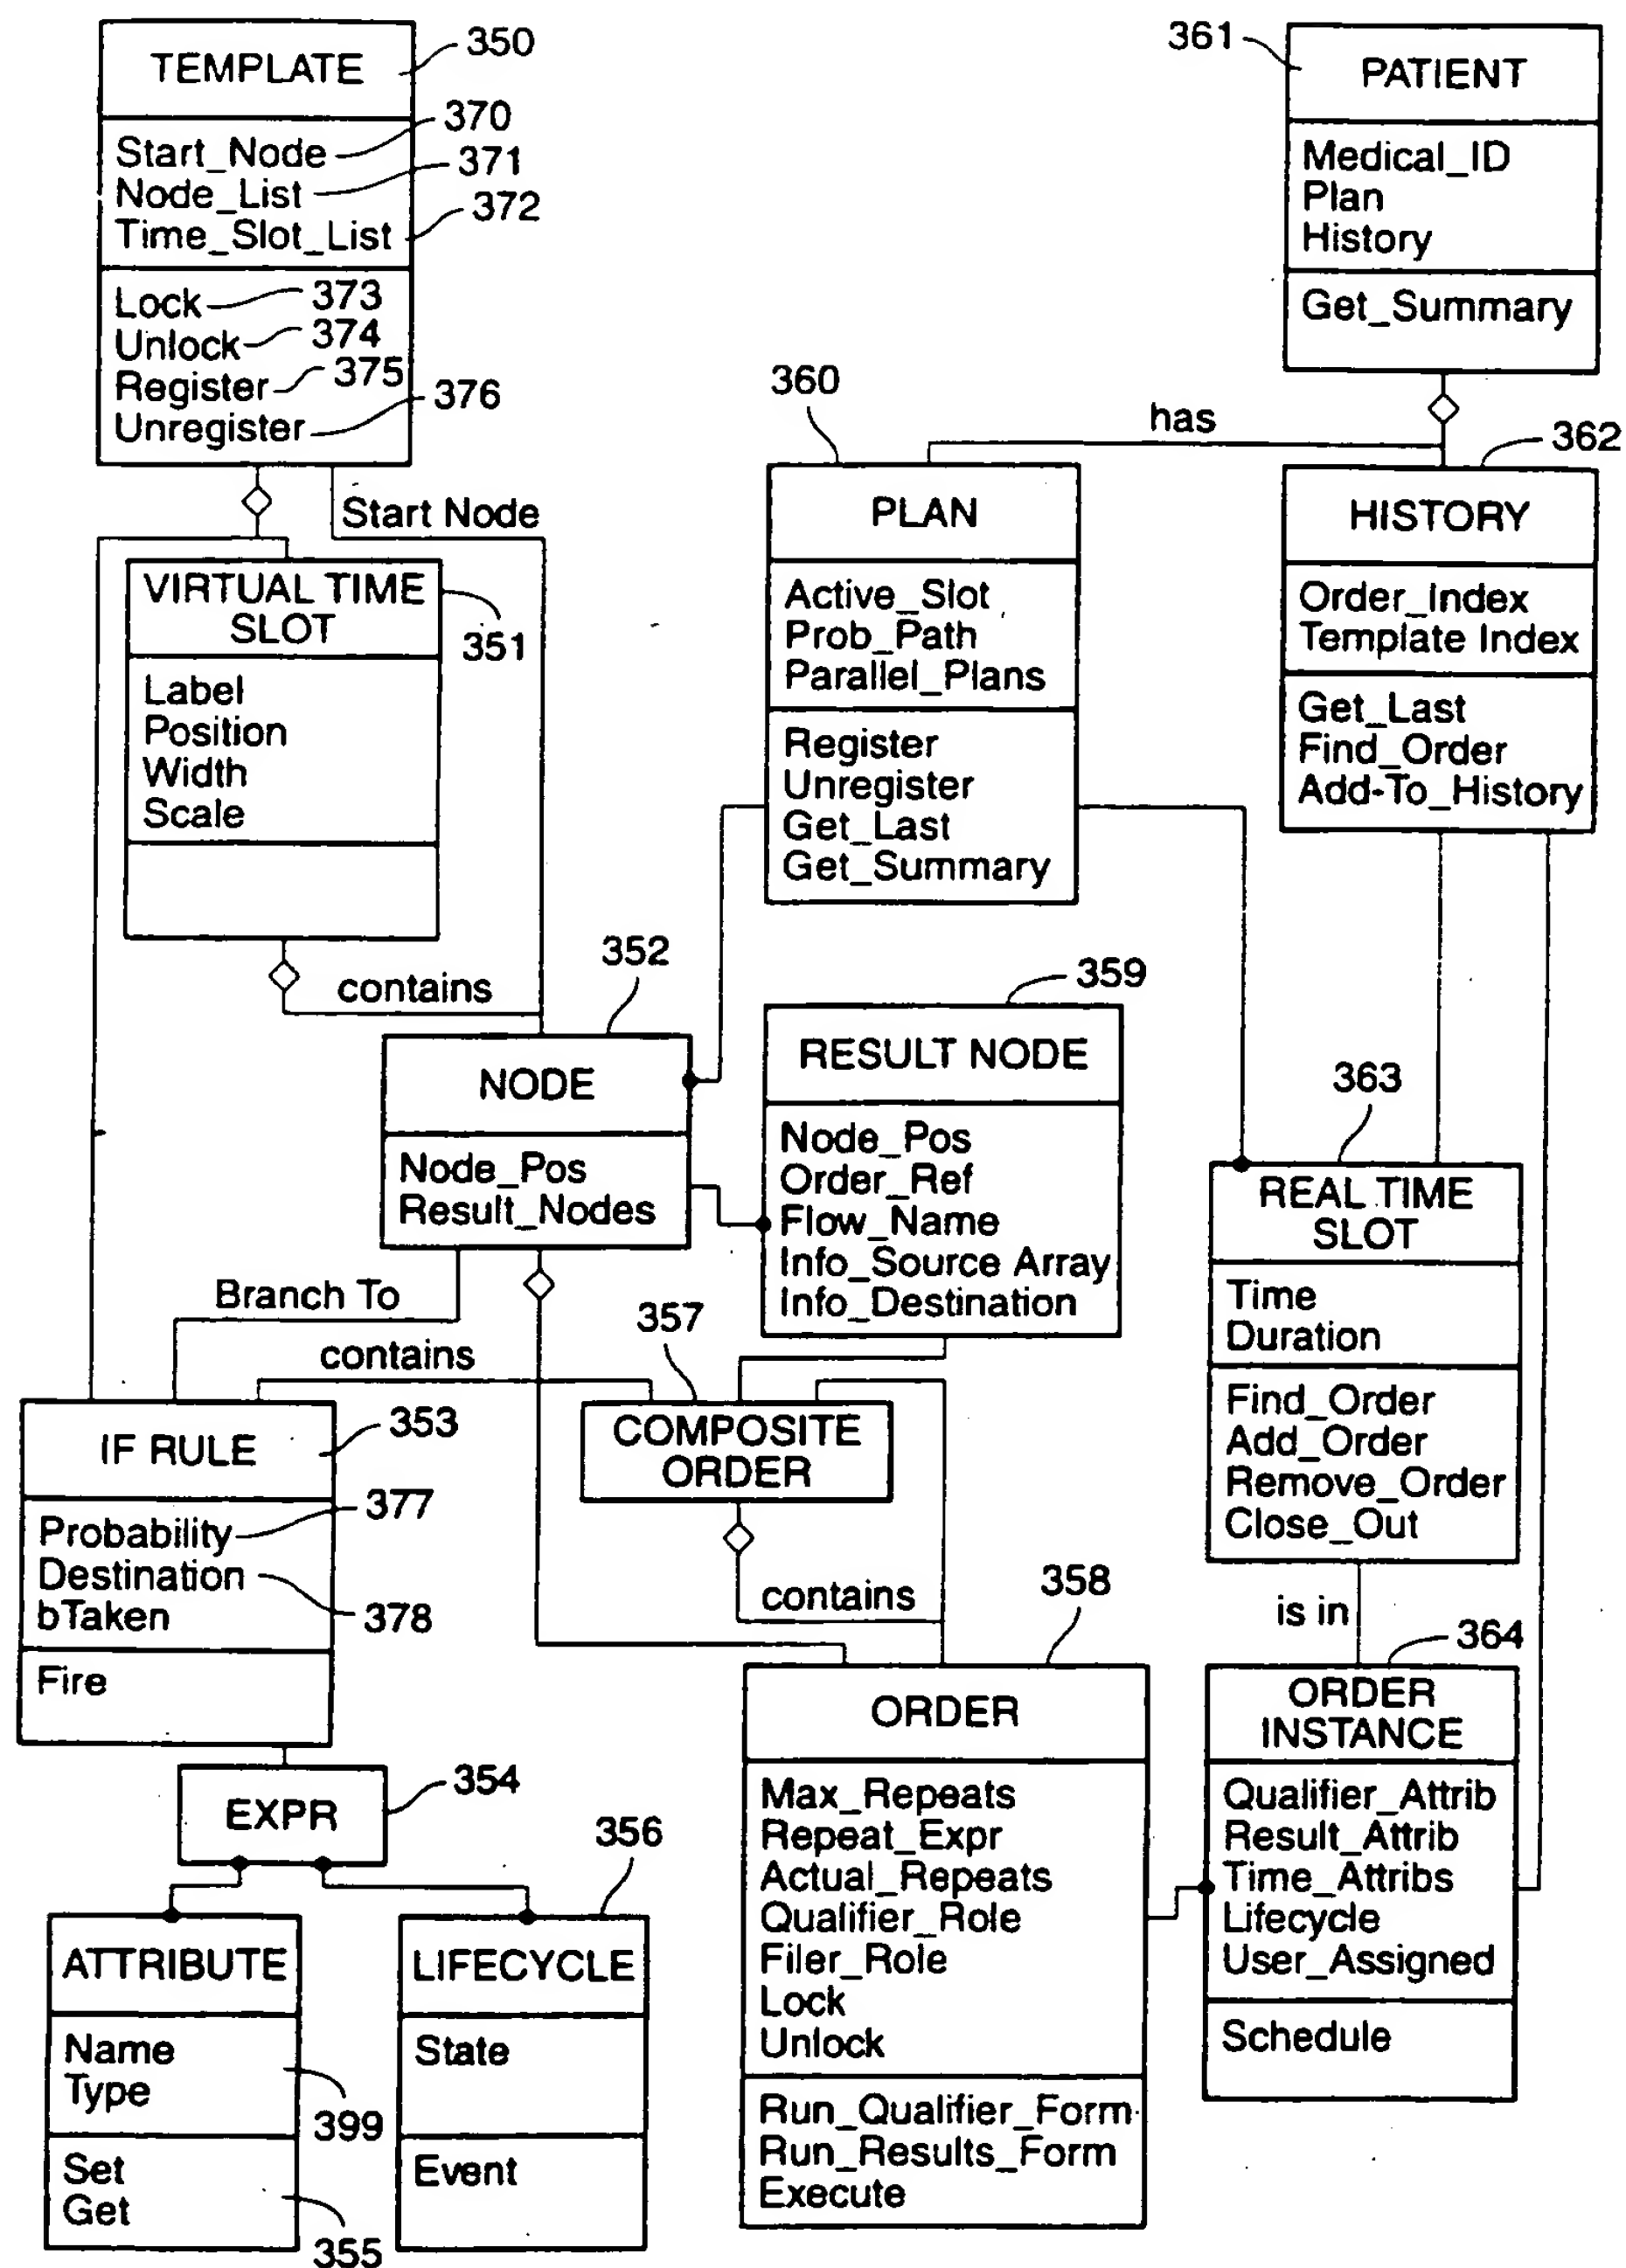 TEMPLATE
350
Start_Node
370
Node_List
371
Time_Slot_List
372
Lock
373
Unlock
374
Register
375
Unregister
376
Start Node
361
PATIENT
Medical_ID
Plan
History
Get_Summary
has
360
PLAN
Active_Slot
Prob_Path
Parallel_Plans
Register
Unregister
Get_Last
Get_Summary
362
HISTORY
Order_Index
Template Index
Get_Last
Find_Order
Add-To_History
VIRTUAL TIME
SLOT
351
Label
Position
Width
Scale
contains
352
NODE
Node_Pos
Result_Nodes
359
RESULT NODE
Node_Pos
Order_Ref
Flow_Name
Info_Source Array
Info_Destination
363
REAL TIME
SLOT
Time
Duration
Find_Order
Add_Order
Remove_Order
Close_Out
is in
Branch To
contains
357
COMPOSITE
ORDER
contains
IF RULE
353
Probability
377
Destination
bTaken
378
Fire
EXPR
354
ATTRIBUTE
Name
Type
399
Set
Get
355
356
LIFECYCLE
State
Event
358
ORDER
Max_Repeats
Repeat_Expr
Actual_Repeats
Qualifier_Role
Filer_Role
Lock
Unlock
Run_Qualifier_Form
Run_Results_Form
Execute
364
ORDER
INSTANCE
Qualifier_Attrib
Result_Attrib
Time_Attribs
Lifecycle
User_Assigned
Schedule